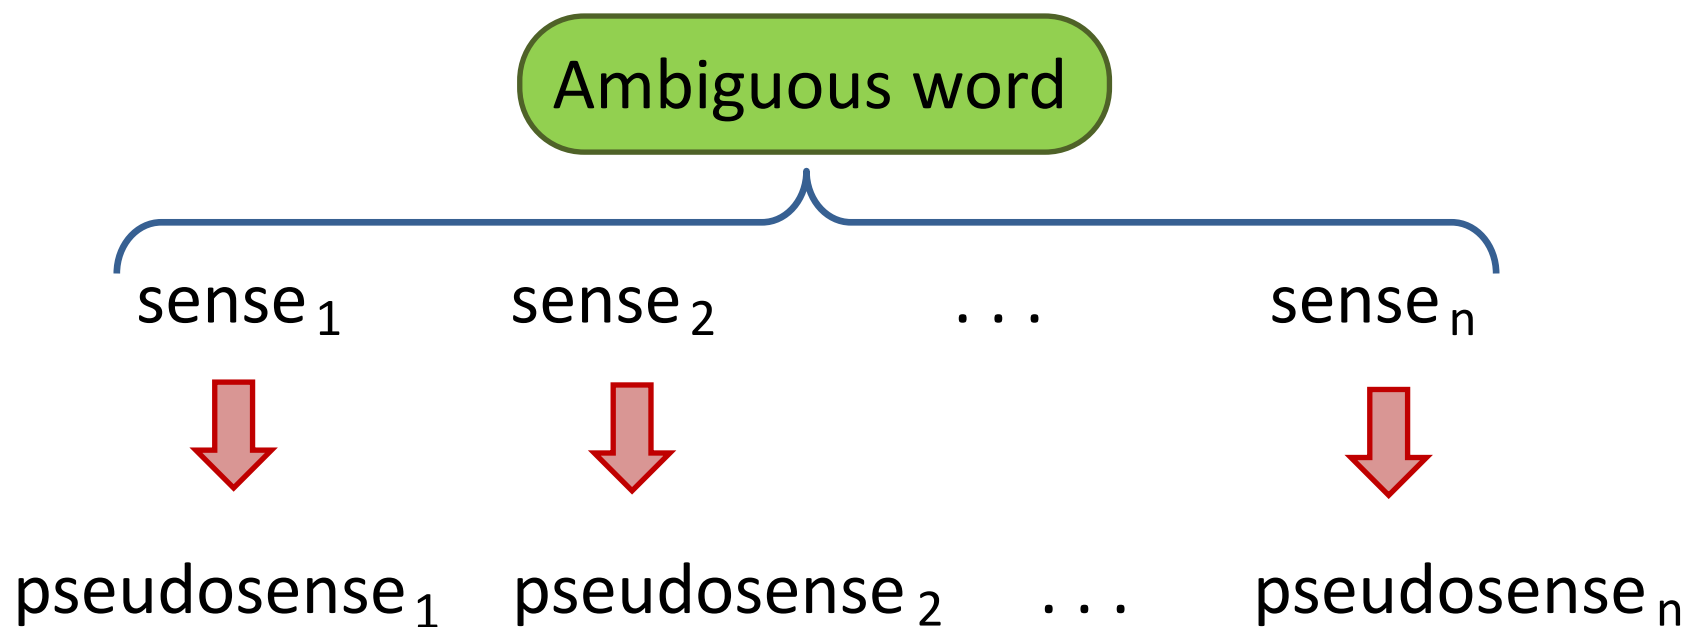 Ambiguous word
sense 1 sense 2 . . . sense n
pseudosense 1 pseudosense 2 . . . pseudosense n